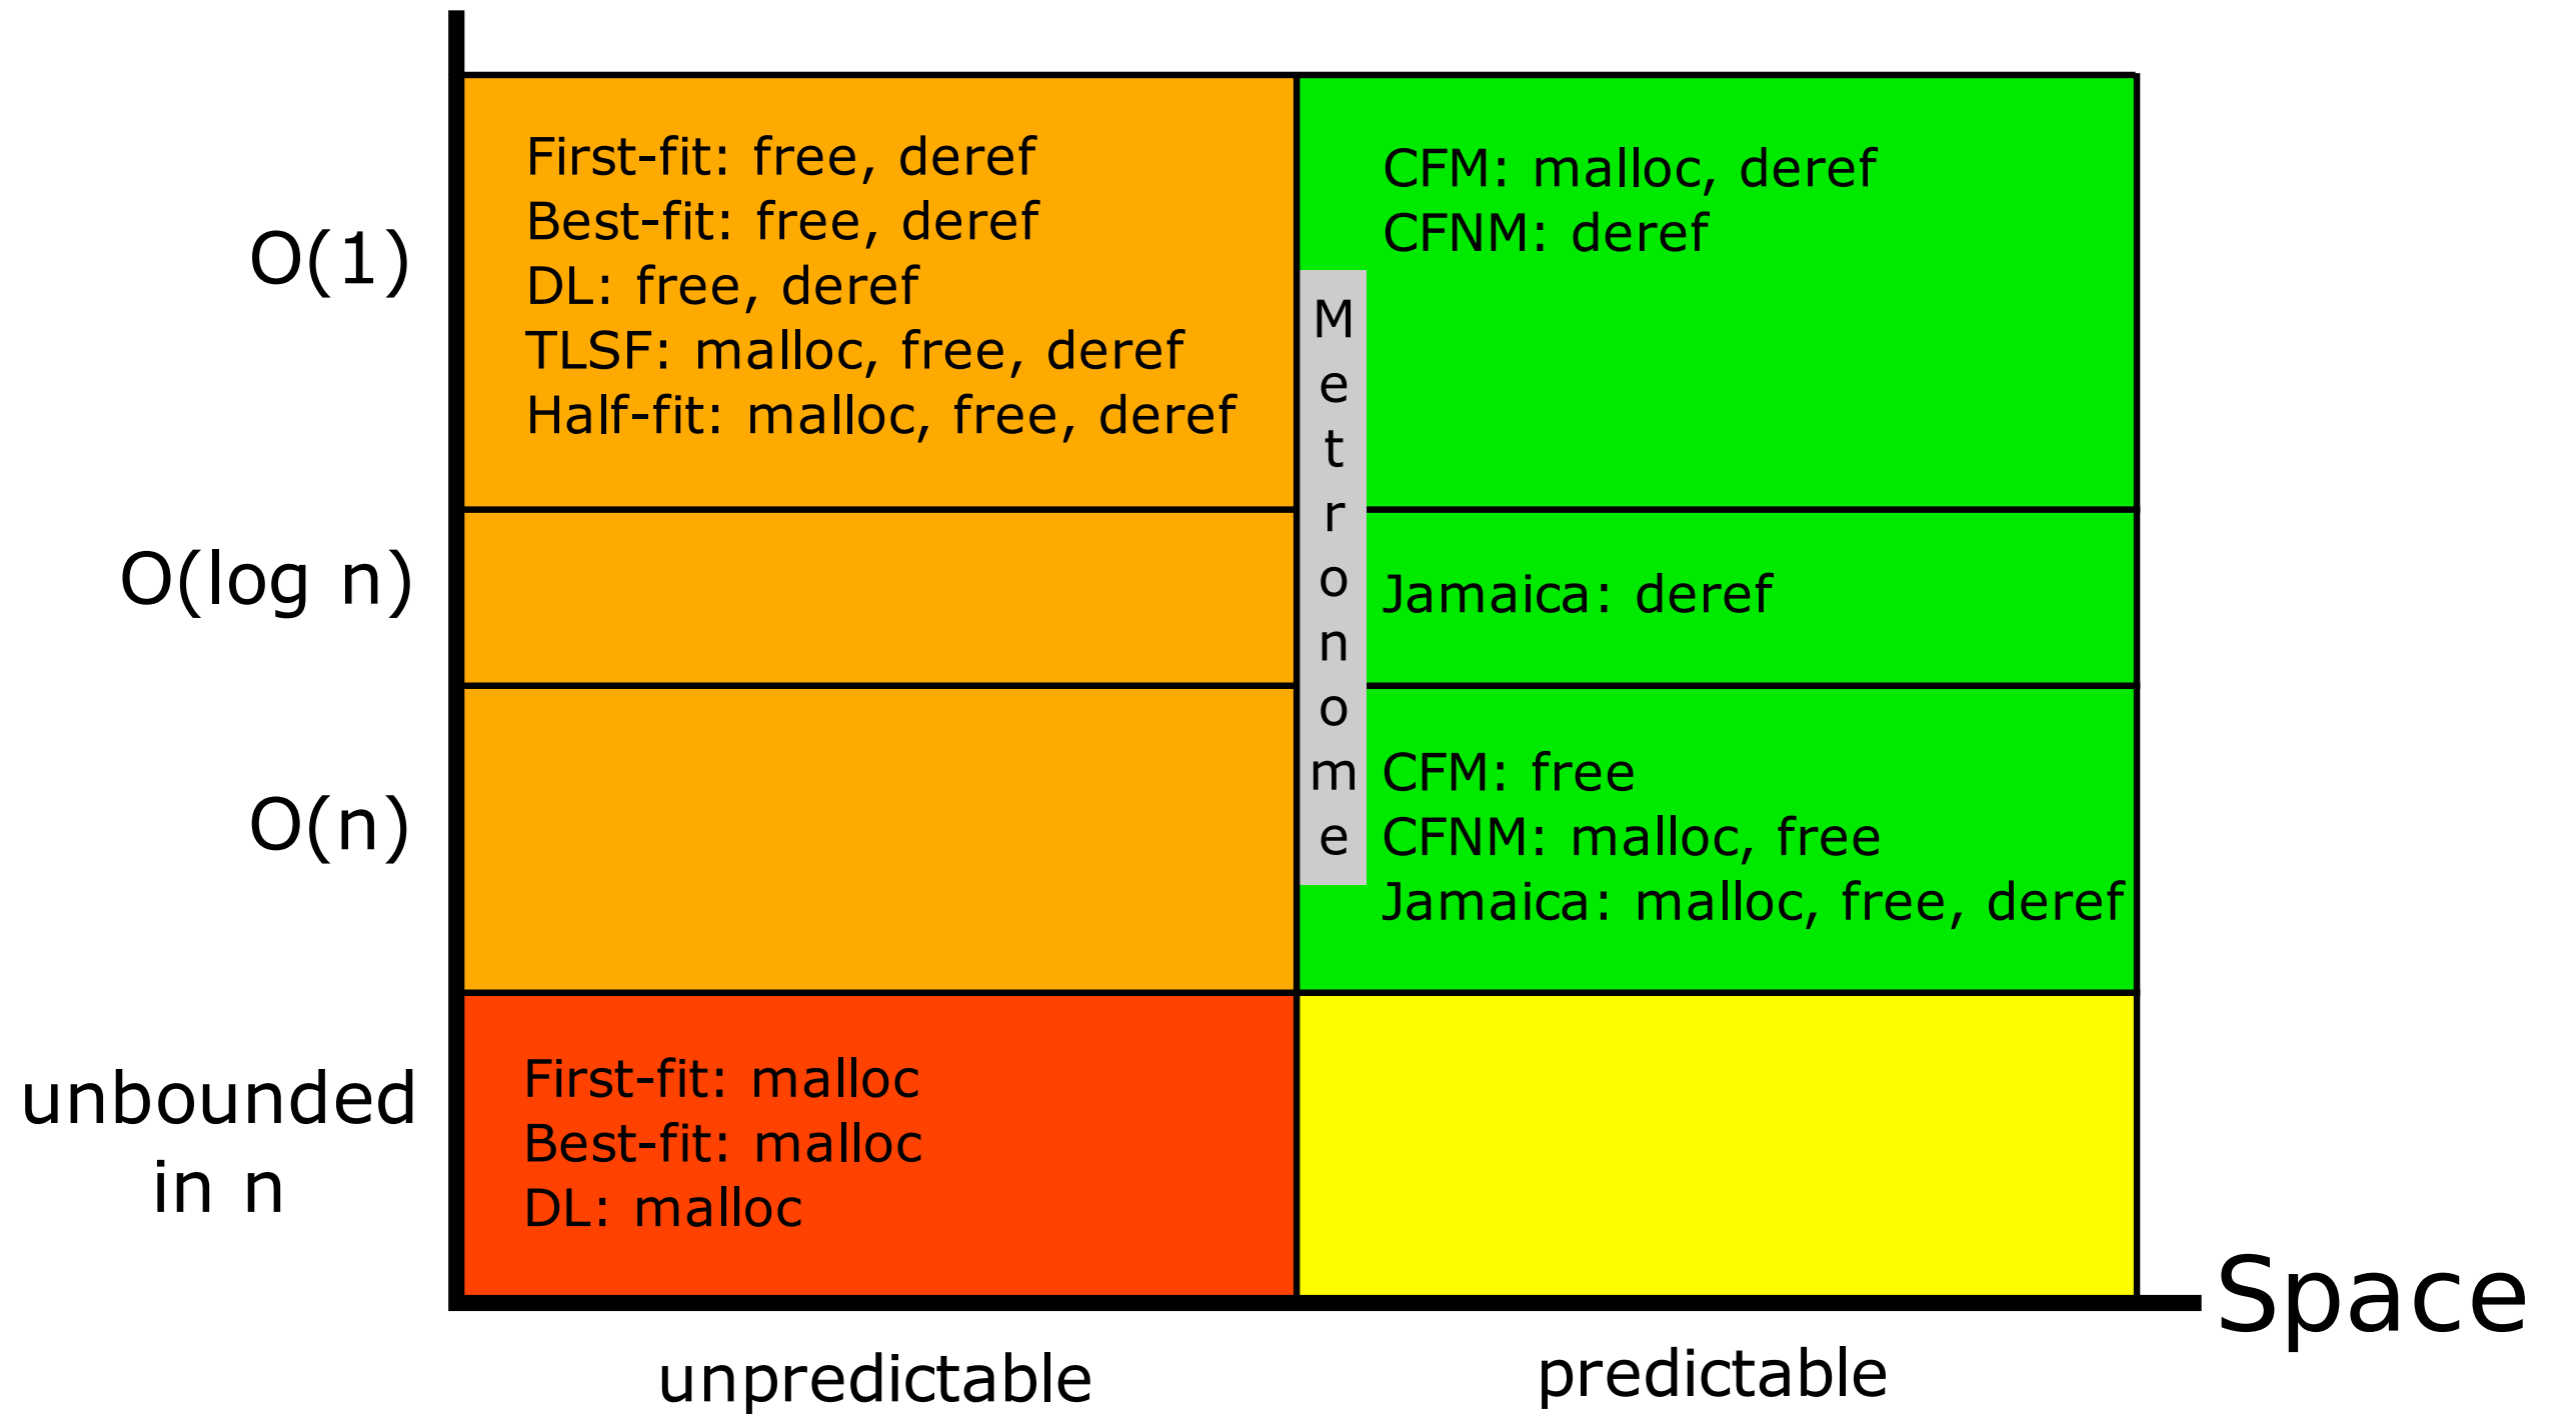 O(1)
First-fit: free, deref
Best-fit: free, deref
DL: free, deref
TLSF: malloc, free, deref
Half-fit: malloc, free, deref
CFM: malloc, deref
CFNM: deref
Metronome
O(log n)
Jamaica: deref
O(n)
CFM: free
CFNM: malloc, free
Jamaica: malloc, free, deref
unbounded
in n
First-fit: malloc
Best-fit: malloc
DL: malloc
Space
unpredictable
predictable